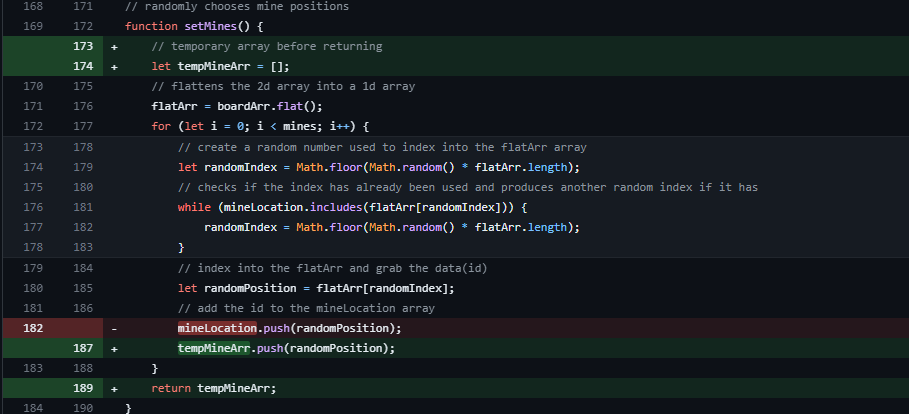 168 171 // randomly chooses mine positions
169 172 function setMines() {
173 + // temporary array before returning
174 + let tempMineArr = [];
170 175 // flattens the 2d array into a 1d array
171 176 flatArr = boardArr.flat();
172 177 for (let i = 0; i < mines; i++) {
173 178 // create a random number used to index into the flatArr array
174 179 let randomIndex = Math.floor(Math.random() * flatArr.length);
175 180 // checks if the index has already been used and produces another random index if it has
176 181 while (mineLocation.includes(flatArr[randomIndex])) {
177 182 randomIndex = Math.floor(Math.random() * flatArr.length);
178 183 }
179 184 // index into the flatArr and grab the data(id)
180 185 let randomPosition = flatArr[randomIndex];
181 186 // add the id to the mineLocation array
182 - mineLocation.push(randomPosition);
187 + tempMineArr.push(randomPosition);
183 188 }
189 + return tempMineArr;
184 190 }